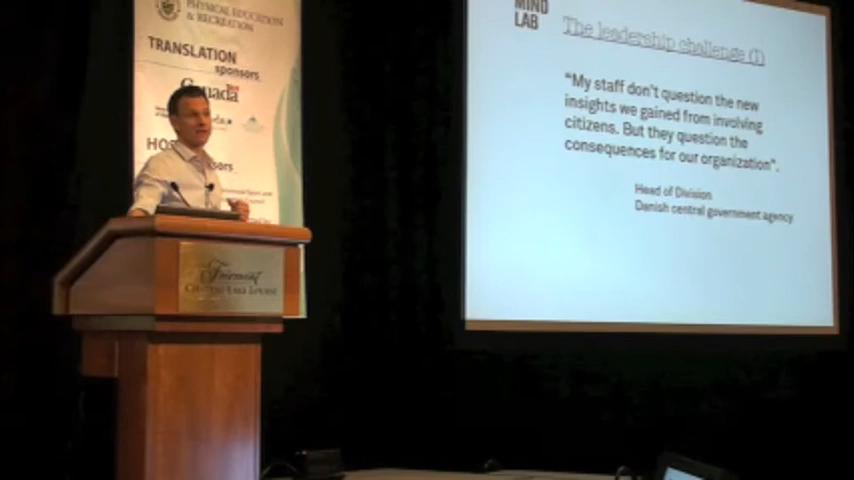 PHYSICAL EDUCATION
& RECREATION
TRANSLATION
sponsors
Canada
MIND
LAB
The leadership challenge (I)
"My staff don't question the new
insights we gained from involving
citizens. But they question the
consequences for our organization".
Head of Division
Danish central government agency
Fairmont
CHATEAU LAKE LOUISE